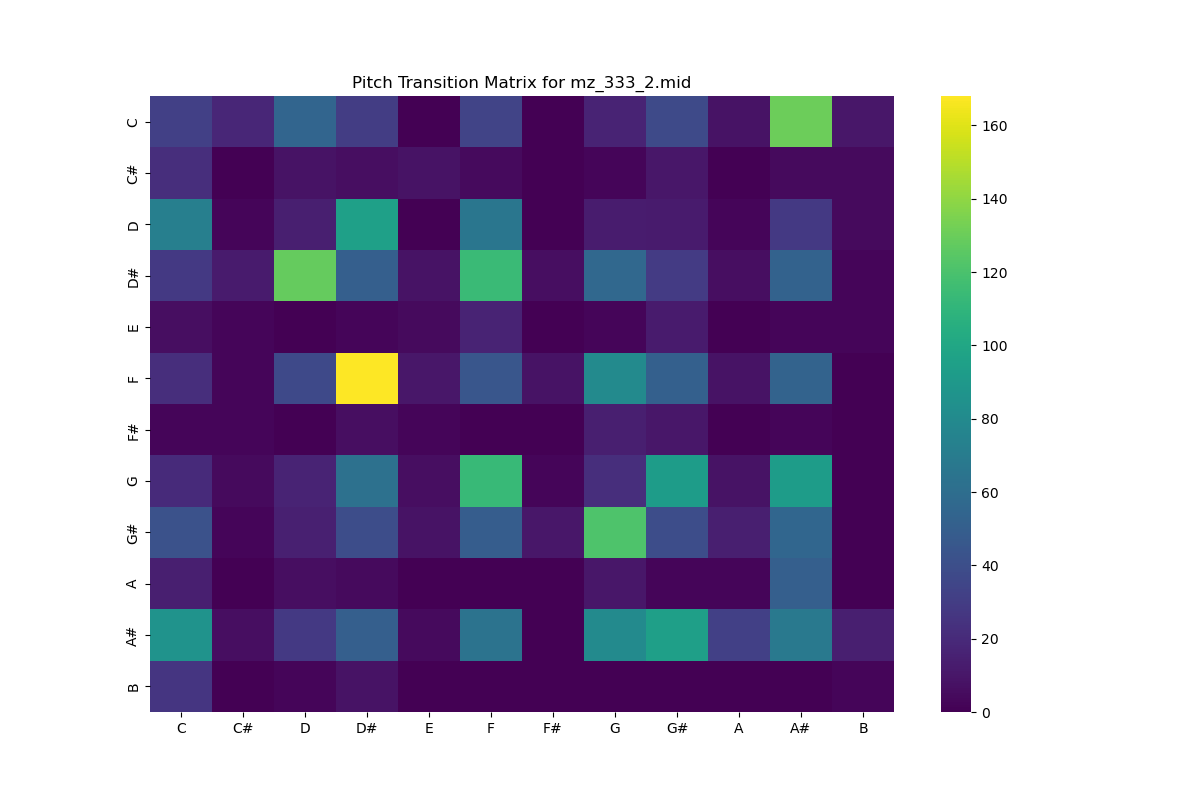 Pitch Transition Matrix for mz_333_2.mid
C
C#
D
D#
E
F
F#
G
G#
A
A#
B
C C# D D# E F F# G G# A A# B
160
140
120
100
80
60
40
20
0